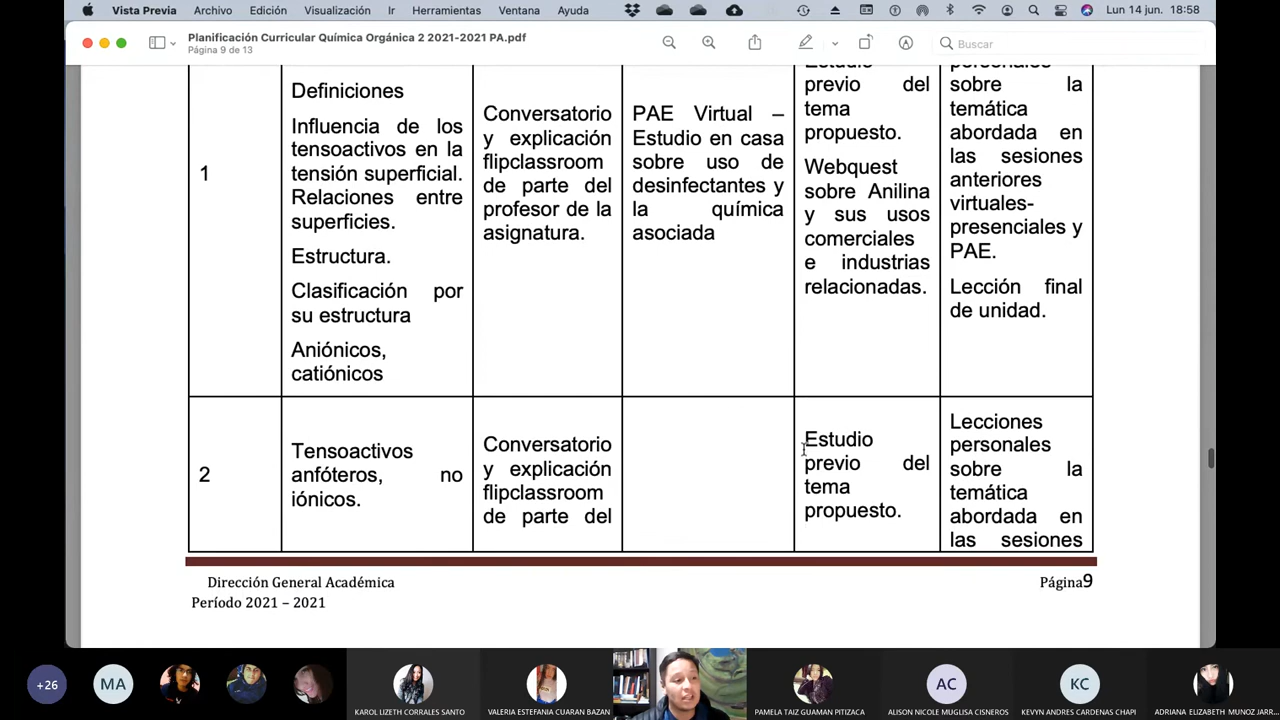 Vista Previa Archivo Edición Visualización Ir Herramientas Ventana Ayuda Lun 14 jun. 18:58
Planificación Curricular Química Orgánica 2 2021-2021 PA.pdf
Página 9 de 13
Buscar
1
Definiciones
Influencia de los
tensoactivos en la
tensión superficial.
Relaciones entre
superficies.
Estructura.
Clasificación por
su estructura
Aniónicos,
catiónicos
Conversatorio
y explicación
flipclassroom
de parte del
profesor de la
asignatura.
PAE Virtual –
Estudio en casa
sobre uso de
desinfectantes y
la química
asociada
Estudio
previo del
tema
propuesto.
Webquest
sobre Anilina
y sus usos
comerciales
e industrias
relacionadas.
personales
sobre la
temática
abordada en
las sesiones
anteriores
virtuales-
presenciales y
PAE.
Lección final
de unidad.
2
Tensoactivos
anfóteros, no
iónicos.
Conversatorio
y explicación
flipclassroom
de parte del
Estudio
previo del
tema
propuesto.
Lecciones
personales
sobre la
temática
abordada en
las sesiones
Dirección General Académica
Página9
Período 2021 – 2021
+26
MA
KAROL LIZETH CORRALES SANTO
VALERIA ESTEFANIA CUARAN BAZAN
PAMELA TAIZ GUAMAN PITIZACA
AC
ALISON NICOLE MUGLISA CISNEROS
KC
KEVYN ANDRES CARDENAS CHAPI
ADRIANA ELIZABETH MUNOZ JARR...